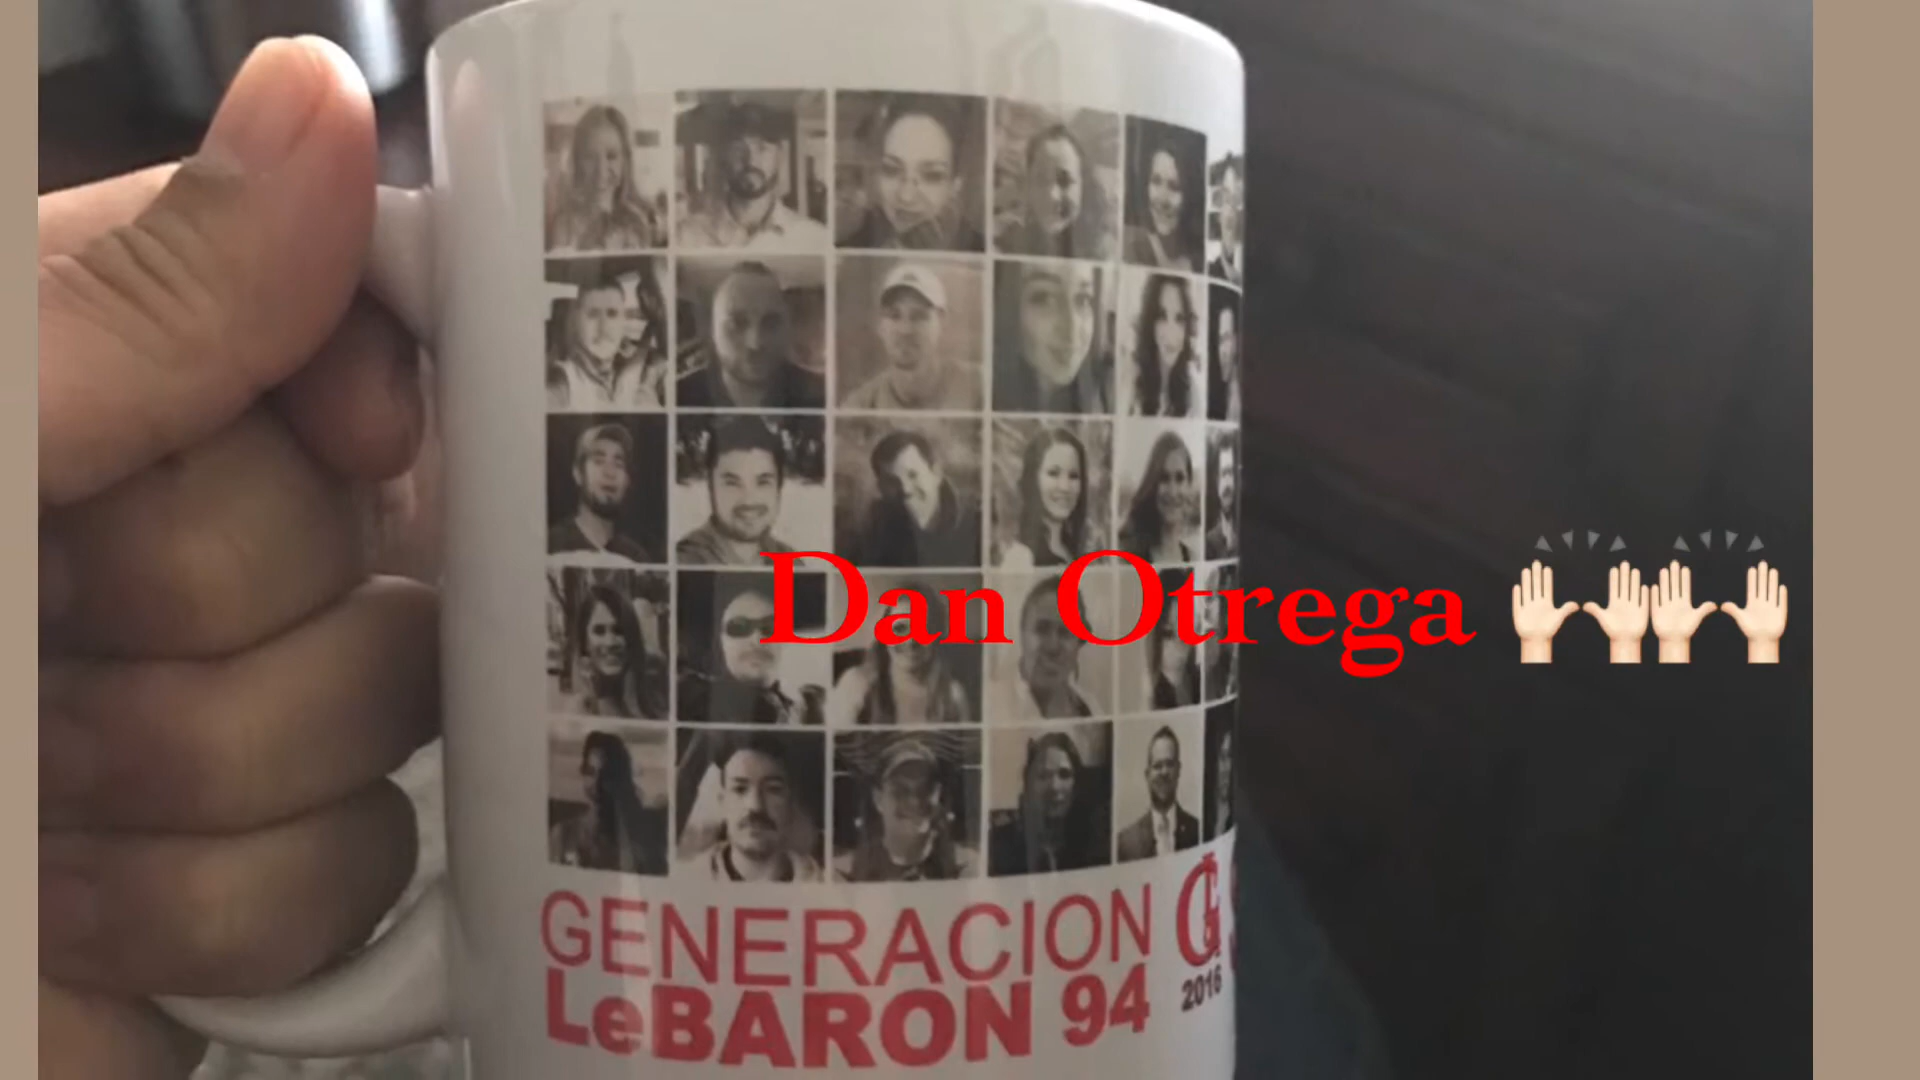 Dan Otrega 🙌🏻🙌🏻
GENERACION
LeBARON 94
2016